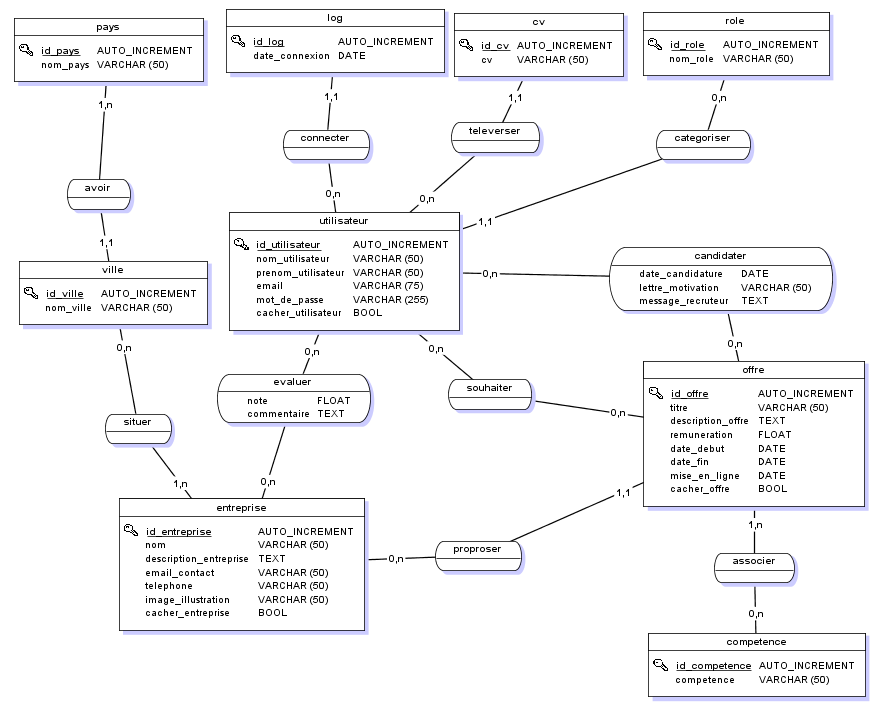 pays
id_pays AUTO_INCREMENT
nom_pays VARCHAR (50)
log
id_log AUTO_INCREMENT
date_connexion DATE
cv
id_cv AUTO_INCREMENT
cv VARCHAR (50)
role
id_role AUTO_INCREMENT
nom_role VARCHAR (50)
1,n
1,1
1,1
0,n
connecter
televerser
categoriser
avoir
0,n
0,n
1,1
1,1
utilisateur
id_utilisateur AUTO_INCREMENT
nom_utilisateur VARCHAR (50)
prenom_utilisateur VARCHAR (50)
email VARCHAR (75)
mot_de_passe VARCHAR (255)
cacher_utilisateur BOOL
ville
id_ville AUTO_INCREMENT
nom_ville VARCHAR (50)
0,n
candidater
date_candidature DATE
lettre_motivation VARCHAR (50)
message_recruteur TEXT
0,n
0,n
0,n
0,n
evaluer
note FLOAT
commentaire TEXT
souhaiter
0,n
offre
id_offre AUTO_INCREMENT
titre VARCHAR (50)
description_offre TEXT
remuneration FLOAT
date_debut DATE
date_fin DATE
mise_en_ligne DATE
cacher_offre BOOL
situer
1,n
0,n
1,1
entreprise
id_entreprise AUTO_INCREMENT
nom VARCHAR (50)
description_entreprise TEXT
email_contact VARCHAR (50)
telephone VARCHAR (50)
image_illustration VARCHAR (50)
cacher_entreprise BOOL
0,n
proproser
1,n
associer
0,n
competence
id_competence AUTO_INCREMENT
competence VARCHAR (50)